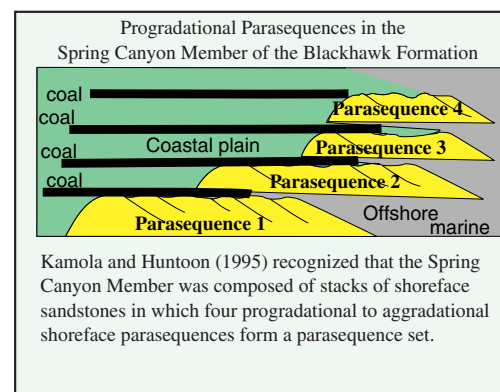 Progradational Parasequences in the
Spring Canyon Member of the Blackhawk Formation
coal
Parasequence 4
coal
Coastal plain
Parasequence 3
coal
Parasequence 2
coal
Offshore
marine
Parasequence 1
Kamola and Huntoon (1995) recognized that the Spring
Canyon Member was composed of stacks of shoreface
sandstones in which four progradational to aggradational
shoreface parasequences form a parasequence set.